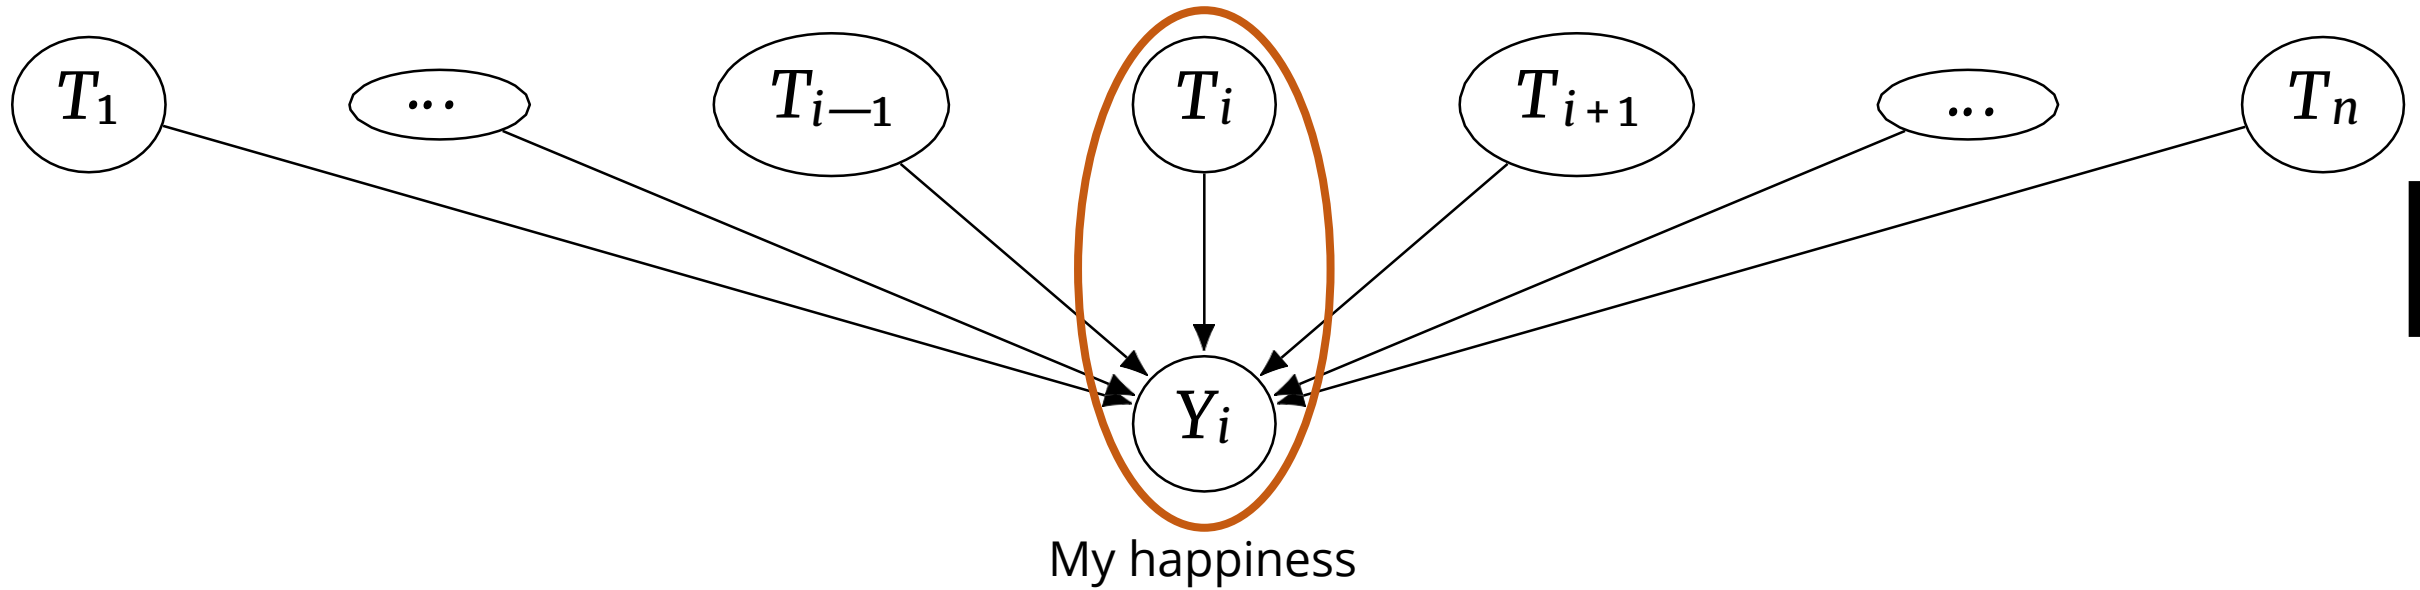 T₁ ... Tᵢ₋₁ Tᵢ Tᵢ₊₁ ... Tₙ
Yᵢ
My happiness